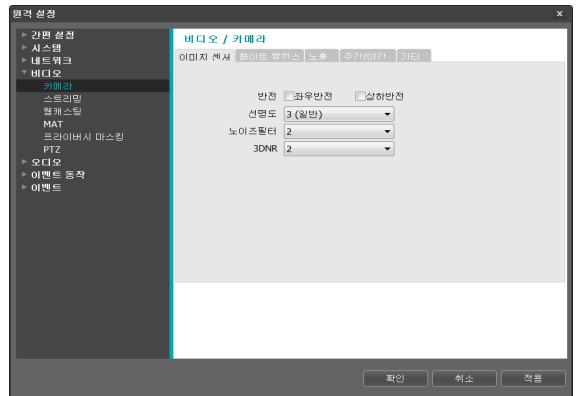 원격 설정
x
간편 설정
시스템
네트워크
비디오
카메라
스트리밍
웹캐스팅
MAT
프라이버시 마스킹
PTZ
오디오
이벤트 동작
이벤트
비디오 / 카메라
이미지 센서 화이트 밸런스 노출 주간/야간 기타
반전 좌우반전 상하반전
선명도 3 (일반)
노이즈필터 2
3DNR 2
확인 취소 적용